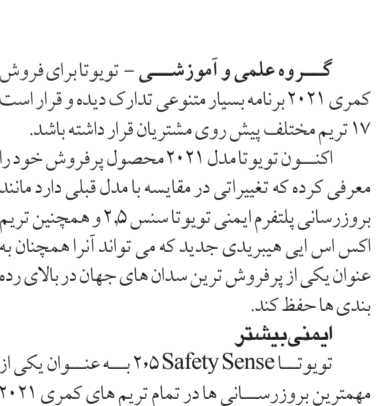 گـــروه علمی و آموزشـــی – تویوتا برای فروش
کمری ۲۰۲۱ برنامه بسیار متنوعی تدارک دیده و قرار است
۱۷ تریم مختلف پیش روی مشتریان قرار داشته باشد.
اکنـــون تویوتا مدل ۲۰۲۱ محصول پرفروش خود را
معرفی کرده که تغییراتی در مقایسه با مدل قبلی دارد مانند
بروزرسانی پلتفرم ایمنی تویوتا سنس ۲٫۵ و همچنین تریم
اکس اس ایی هیبریدی جدید که می تواند آنرا همچنان به
عنوان یکی از پرفروش ترین سدان های جهان در بالای رده
بندی ها حفظ کند.
ایمنی بیشتر
تویوتـــا Safety Sense ۲٫۵ بـــه عنـــوان یکی از
مهمترین بروزرســـانی ها در تمام تریم های کمری ۲۰۲۱